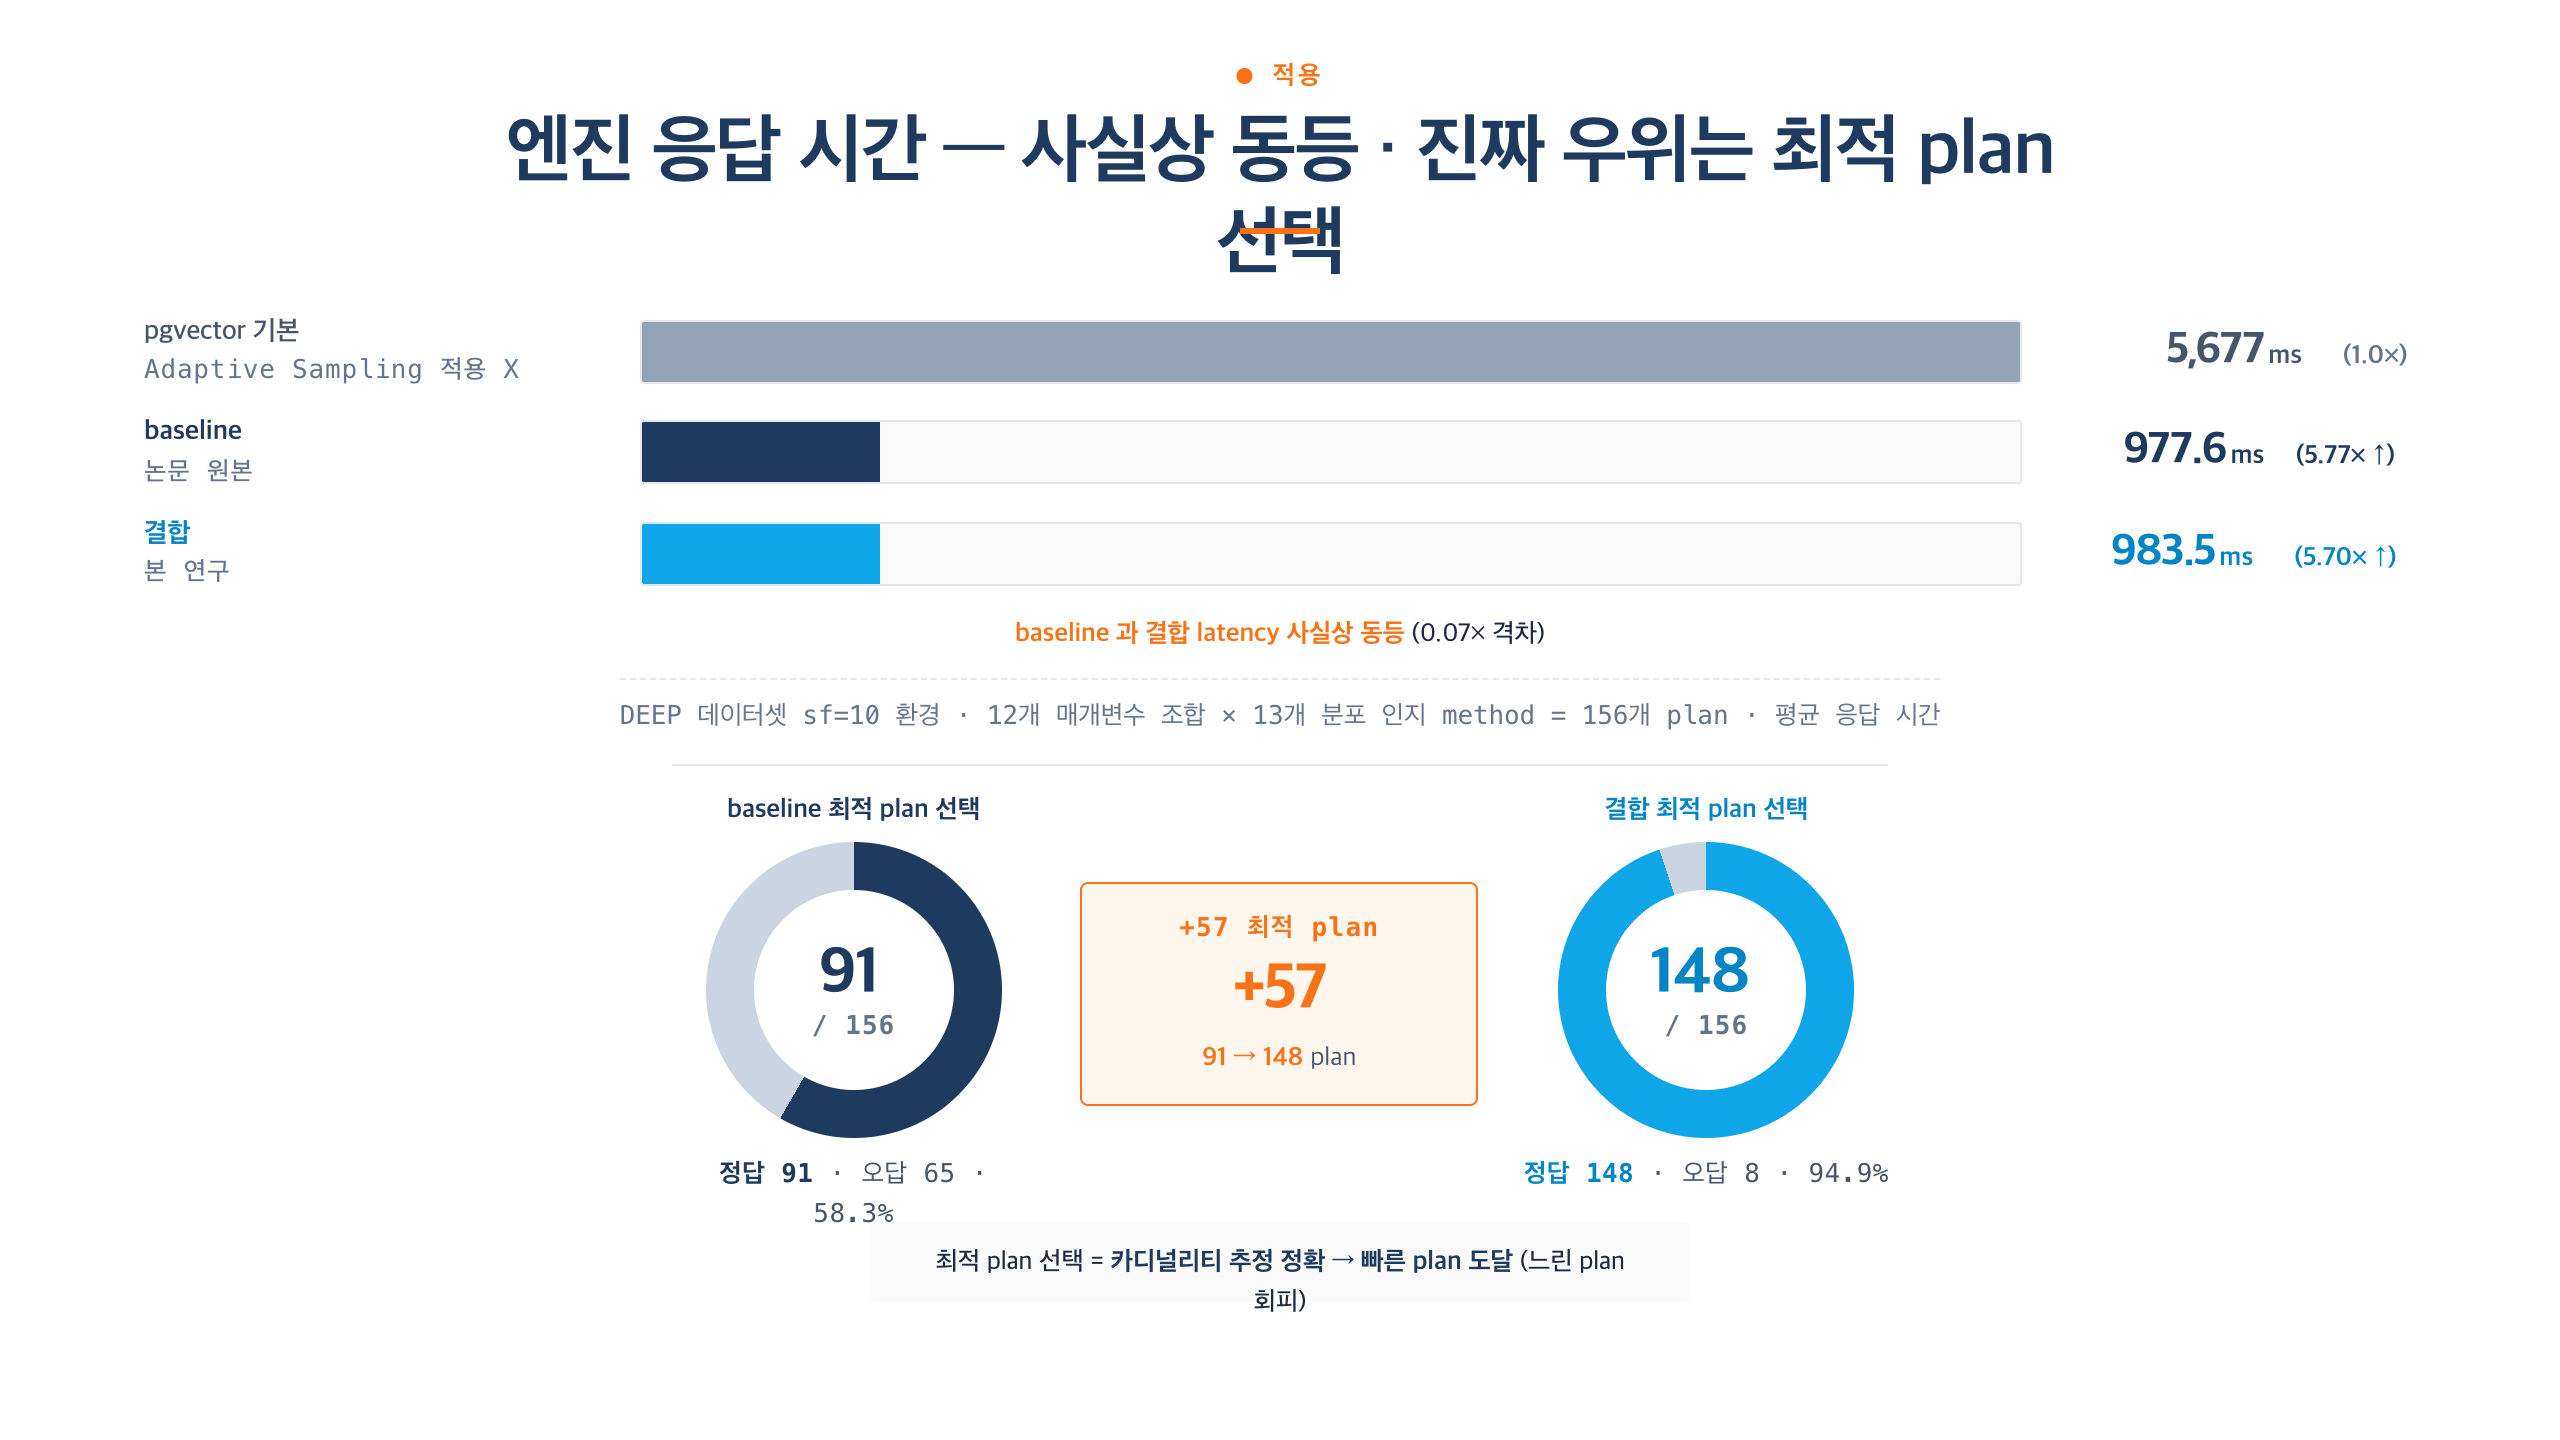 ● 적용
엔진 응답 시간 — 사실상 동등 · 진짜 우위는 최적 plan
선택
pgvector 기본
Adaptive Sampling 적용 X
5,677 ms (1.0×)
baseline
논문 원본
977.6 ms (5.77× ↑)
결합
본 연구
983.5 ms (5.70× ↑)
baseline 과 결합 latency 사실상 동등 (0.07× 격차)
DEEP 데이터셋 sf=10 환경 · 12개 매개변수 조합 × 13개 분포 인지 method = 156개 plan · 평균 응답 시간
baseline 최적 plan 선택
91
/ 156
정답 91 · 오답 65 ·
58.3%
+57 최적 plan
+57
91 → 148 plan
결합 최적 plan 선택
148
/ 156
정답 148 · 오답 8 · 94.9%
최적 plan 선택 = 카디널리티 추정 정확 → 빠른 plan 도달 (느린 plan
회피)